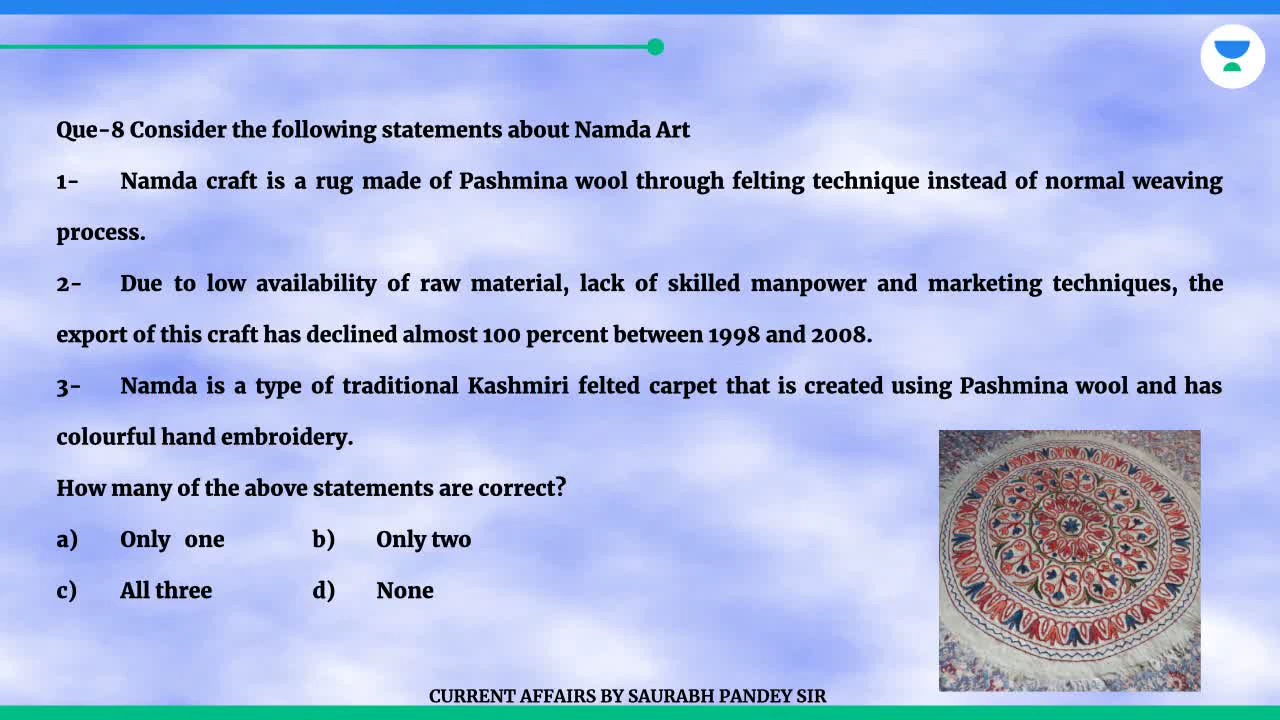 Que-8 Consider the following statements about Namda Art
1- Namda craft is a rug made of Pashmina wool through felting technique instead of normal weaving
process.
2- Due to low availability of raw material, lack of skilled manpower and marketing techniques, the
export of this craft has declined almost 100 percent between 1998 and 2008.
3- Namda is a type of traditional Kashmiri felted carpet that is created using Pashmina wool and has
colourful hand embroidery.
How many of the above statements are correct?
a) Only one b) Only two
c) All three d) None
CURRENT AFFAIRS BY SAURABH PANDEY SIR